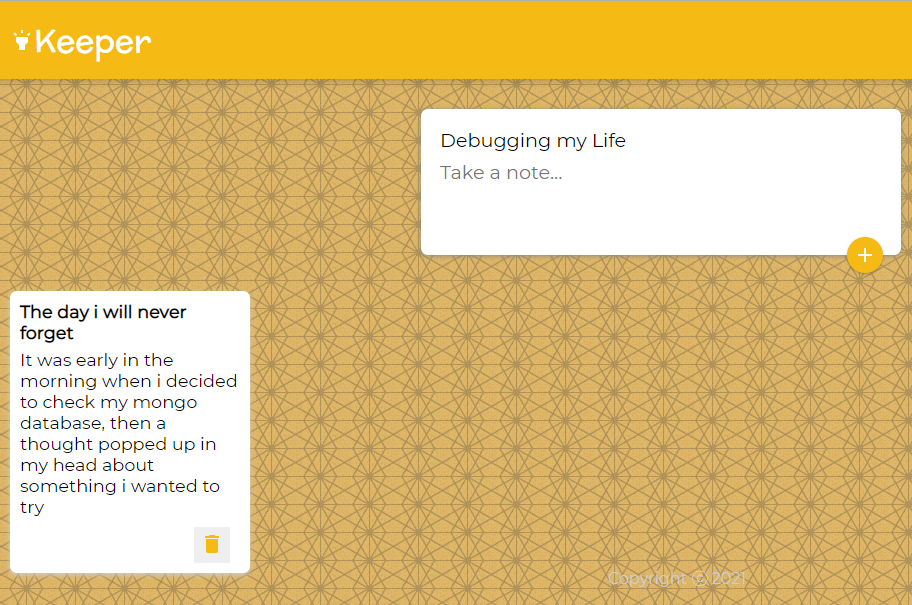 Keeper
Debugging my Life
Take a note...
The day i will never
forget
It was early in the
morning when i decided
to check my mongo
database, then a
thought popped up in
my head about
something i wanted to
try
Copyright © 2021